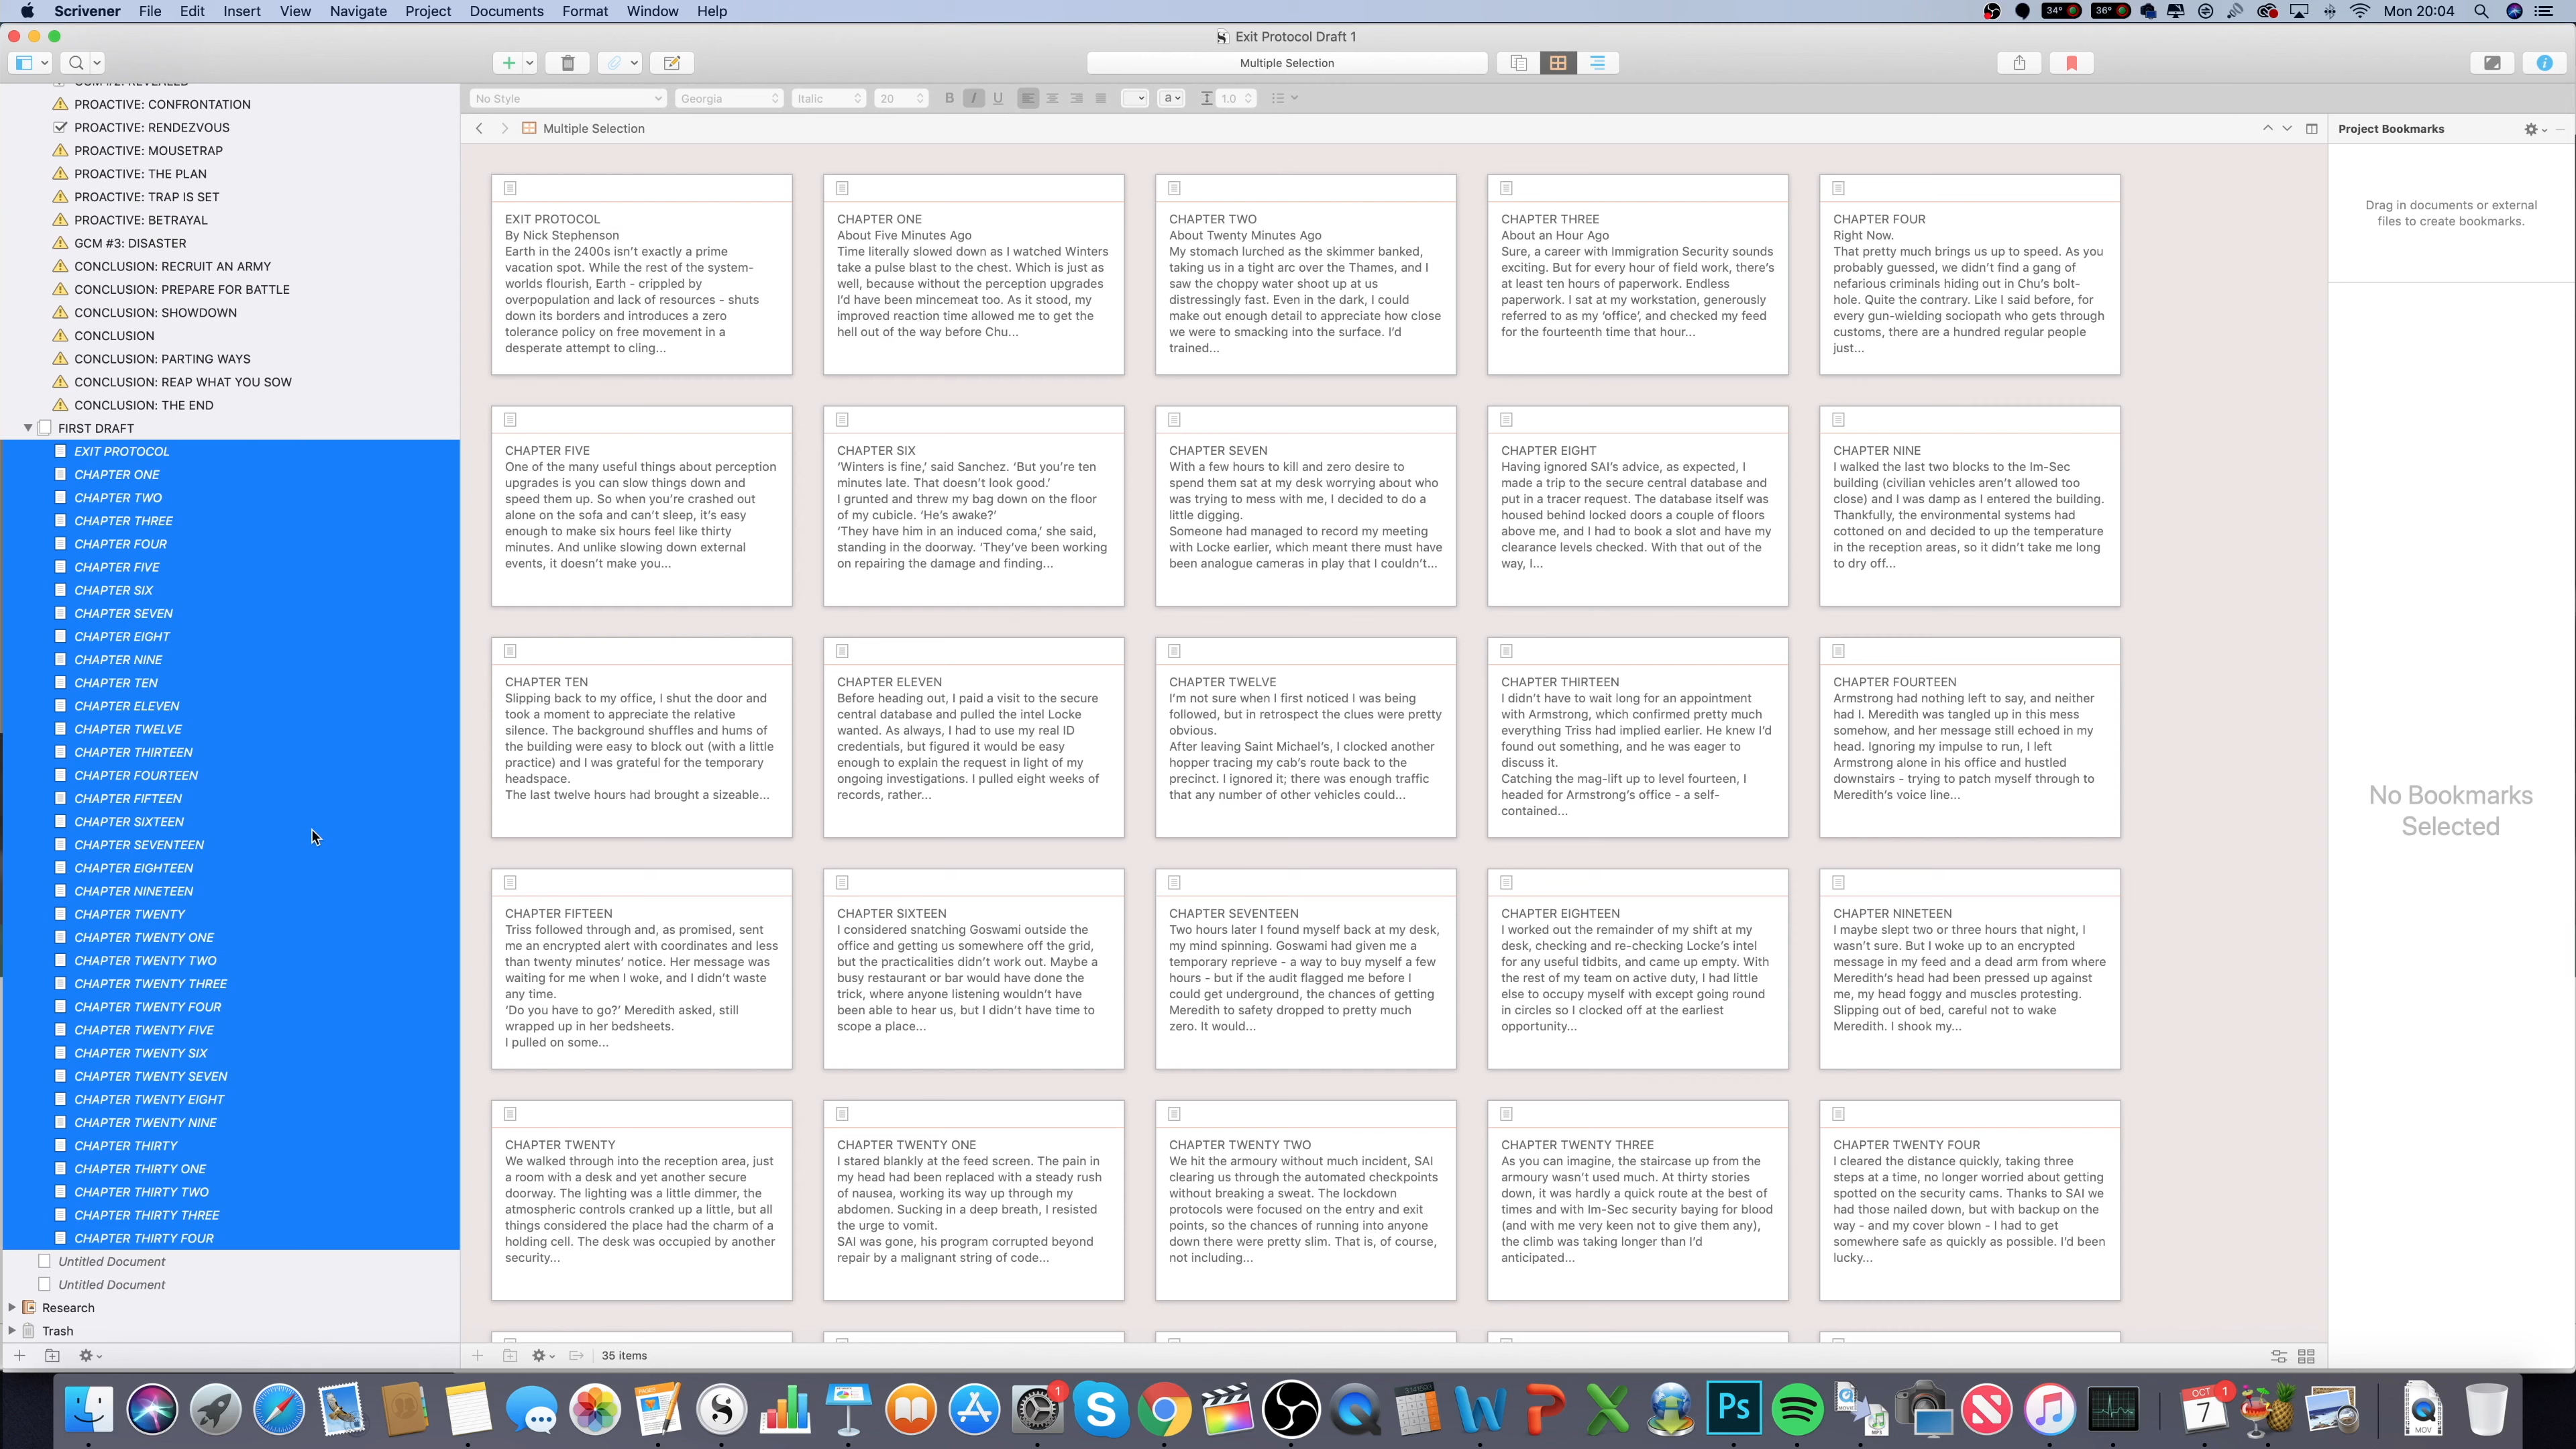 Scrivener File Edit Insert View Navigate Project Documents Format Window Help
34° 36° Mon 20:04
Exit Protocol Draft 1
Multiple Selection
No Style Georgia Italic 20 B I U a 1.0
Multiple Selection
Project Bookmarks
Drag in documents or external
files to create bookmarks.
No Bookmarks
Selected
GCM #2: REVEALED
PROACTIVE: CONFRONTATION
PROACTIVE: RENDEZVOUS
PROACTIVE: MOUSETRAP
PROACTIVE: THE PLAN
PROACTIVE: TRAP IS SET
PROACTIVE: BETRAYAL
GCM #3: DISASTER
CONCLUSION: RECRUIT AN ARMY
CONCLUSION: PREPARE FOR BATTLE
CONCLUSION: SHOWDOWN
CONCLUSION
CONCLUSION: PARTING WAYS
CONCLUSION: REAP WHAT YOU SOW
CONCLUSION: THE END
FIRST DRAFT
EXIT PROTOCOL
CHAPTER ONE
CHAPTER TWO
CHAPTER THREE
CHAPTER FOUR
CHAPTER FIVE
CHAPTER SIX
CHAPTER SEVEN
CHAPTER EIGHT
CHAPTER NINE
CHAPTER TEN
CHAPTER ELEVEN
CHAPTER TWELVE
CHAPTER THIRTEEN
CHAPTER FOURTEEN
CHAPTER FIFTEEN
CHAPTER SIXTEEN
CHAPTER SEVENTEEN
CHAPTER EIGHTEEN
CHAPTER NINETEEN
CHAPTER TWENTY
CHAPTER TWENTY ONE
CHAPTER TWENTY TWO
CHAPTER TWENTY THREE
CHAPTER TWENTY FOUR
CHAPTER TWENTY FIVE
CHAPTER TWENTY SIX
CHAPTER TWENTY SEVEN
CHAPTER TWENTY EIGHT
CHAPTER TWENTY NINE
CHAPTER THIRTY
CHAPTER THIRTY ONE
CHAPTER THIRTY TWO
CHAPTER THIRTY THREE
CHAPTER THIRTY FOUR
Untitled Document
Untitled Document
Research
Trash
EXIT PROTOCOL
By Nick Stephenson
Earth in the 2400s isn't exactly a prime
vacation spot. While the rest of the system-
worlds flourish, Earth - crippled by
overpopulation and lack of resources - shuts
down its borders and introduces a zero
tolerance policy on free movement in a
desperate attempt to cling...
CHAPTER ONE
About Five Minutes Ago
Time literally slowed down as I watched Winters
take a pulse blast to the chest. Which is just as
well, because without the perception upgrades
I'd have been mincemeat too. As it stood, my
improved reaction time allowed me to get the
hell out of the way before Chu...
CHAPTER TWO
About Twenty Minutes Ago
My stomach lurched as the skimmer banked,
taking us in a tight arc over the Thames, and I
saw the choppy water shoot up at us
distressingly fast. Even in the dark, I could
make out enough detail to appreciate how close
we were to smacking into the surface. I'd
trained...
CHAPTER THREE
About an Hour Ago
Sure, a career with Immigration Security sounds
exciting. But for every hour of field work, there's
at least ten hours of paperwork. Endless
paperwork. I sat at my workstation, generously
referred to as my 'office', and checked my feed
for the fourteenth time that hour...
CHAPTER FOUR
Right Now.
That pretty much brings us up to speed. As you
probably guessed, we didn't find a gang of
nefarious criminals hiding out in Chu's bolt-
hole. Quite the contrary. Like I said before, for
every gun-wielding sociopath who gets through
customs, there are a hundred regular people
just...
CHAPTER FIVE
One of the many useful things about perception
upgrades is you can slow things down and
speed them up. So when you're crashed out
alone on the sofa and can't sleep, it's easy
enough to make six hours feel like thirty
minutes. And unlike slowing down external
events, it doesn't make you...
CHAPTER SIX
'Winters is fine,' said Sanchez. 'But you're ten
minutes late. That doesn't look good.'
I grunted and threw my bag down on the floor
of my cubicle. 'He's awake?'
'They have him in an induced coma,' she said,
standing in the doorway. 'They've been working
on repairing the damage and finding...
CHAPTER SEVEN
With a few hours to kill and zero desire to
spend them sat at my desk worrying about who
was trying to mess with me, I decided to do a
little digging.
Someone had managed to record my meeting
with Locke earlier, which meant there must have
been analogue cameras in play that I couldn't...
CHAPTER EIGHT
Having ignored SAI's advice, as expected, I
made a trip to the secure central database and
put in a tracer request. The database itself was
housed behind locked doors a couple of floors
above me, and I had to book a slot and have my
clearance levels checked. With that out of the
way, I...
CHAPTER NINE
I walked the last two blocks to the Im-Sec
building (civilian vehicles aren't allowed too
close) and I was damp as I entered the building.
Thankfully, the environmental systems had
cottoned on and decided to up the temperature
in the reception areas, so it didn't take me long
to dry off...
CHAPTER TEN
Slipping back to my office, I shut the door and
took a moment to appreciate the relative
silence. The background shuffles and hums of
the building were easy to block out (with a little
practice) and I was grateful for the temporary
headspace.
The last twelve hours had brought a sizeable...
CHAPTER ELEVEN
Before heading out, I paid a visit to the secure
central database and pulled the intel Locke
wanted. As always, I had to use my real ID
credentials, but figured it would be easy
enough to explain the request in light of my
ongoing investigations. I pulled eight weeks of
records, rather...
CHAPTER TWELVE
I'm not sure when I first noticed I was being
followed, but in retrospect the clues were pretty
obvious.
After leaving Saint Michael's, I clocked another
hopper tracing my cab's route back to the
precinct. I ignored it; there was enough traffic
that any number of other vehicles could...
CHAPTER THIRTEEN
I didn't have to wait long for an appointment
with Armstrong, which confirmed pretty much
everything Triss had implied earlier. He knew I'd
found out something, and he was eager to
discuss it.
Catching the mag-lift up to level fourteen, I
headed for Armstrong's office - a self-
contained...
CHAPTER FOURTEEN
Armstrong had nothing left to say, and neither
had I. Meredith was tangled up in this mess
somehow, and her message still echoed in my
head. Ignoring my impulse to run, I left
Armstrong alone in his office and hustled
downstairs - trying to patch myself through to
Meredith's voice line...
CHAPTER FIFTEEN
Triss followed through and, as promised, sent
me an encrypted alert with coordinates and less
than twenty minutes' notice. Her message was
waiting for me when I woke, and I didn't waste
any time.
'Do you have to go?' Meredith asked, still
wrapped up in her bedsheets.
I pulled on some...
CHAPTER SIXTEEN
I considered snatching Goswami outside the
office and getting us somewhere off the grid,
but the practicalities didn't work out. Maybe a
busy restaurant or bar would have done the
trick, where anyone listening wouldn't have
been able to hear us, but I didn't have time to
scope a place...
CHAPTER SEVENTEEN
Two hours later I found myself back at my desk,
my mind spinning. Goswami had given me a
temporary reprieve - a way to buy myself a few
hours - but if the audit flagged me before I
could get underground, the chances of getting
Meredith to safety dropped to pretty much
zero. It would...
CHAPTER EIGHTEEN
I worked out the remainder of my shift at my
desk, checking and re-checking Locke's intel
for any useful tidbits, and came up empty. With
the rest of my team on active duty, I had little
else to occupy myself with except going round
in circles so I clocked off at the earliest
opportunity...
CHAPTER NINETEEN
I maybe slept two or three hours that night, I
wasn't sure. But I woke up to an encrypted
message in my feed and a dead arm from where
Meredith's head had been pressed up against
me, my head foggy and muscles protesting.
Slipping out of bed, careful not to wake
Meredith. I shook my...
CHAPTER TWENTY
We walked through into the reception area, just
a room with a desk and yet another secure
doorway. The lighting was a little dimmer, the
atmospheric controls cranked up a little, but all
things considered the place had the charm of a
holding cell. The desk was occupied by another
security...
CHAPTER TWENTY ONE
I stared blankly at the feed screen. The pain in
my head had been replaced with a steady rush
of nausea, working its way up through my
abdomen. Sucking in a deep breath, I resisted
the urge to vomit.
SAI was gone, his program corrupted beyond
repair by a malignant string of code...
CHAPTER TWENTY TWO
We hit the armoury without much incident, SAI
clearing us through the automated checkpoints
without breaking a sweat. The lockdown
protocols were focused on the entry and exit
points, so the chances of running into anyone
down there were pretty slim. That is, of course,
not including...
CHAPTER TWENTY THREE
As you can imagine, the staircase up from the
armoury wasn't used much. At thirty stories
down, it was hardly a quick route at the best of
times and with Im-Sec security baying for blood
(and with me very keen not to give them any),
the climb was taking longer than I'd
anticipated...
CHAPTER TWENTY FOUR
I cleared the distance quickly, taking three
steps at a time, no longer worried about getting
spotted on the security cams. Thanks to SAI we
had those nailed down, but with backup on the
way - and my cover blown - I had to get
somewhere safe as quickly as possible. I'd been
lucky...
35 items
PAGES
1
S
Ps
MP3
OCT
1
7
MOV